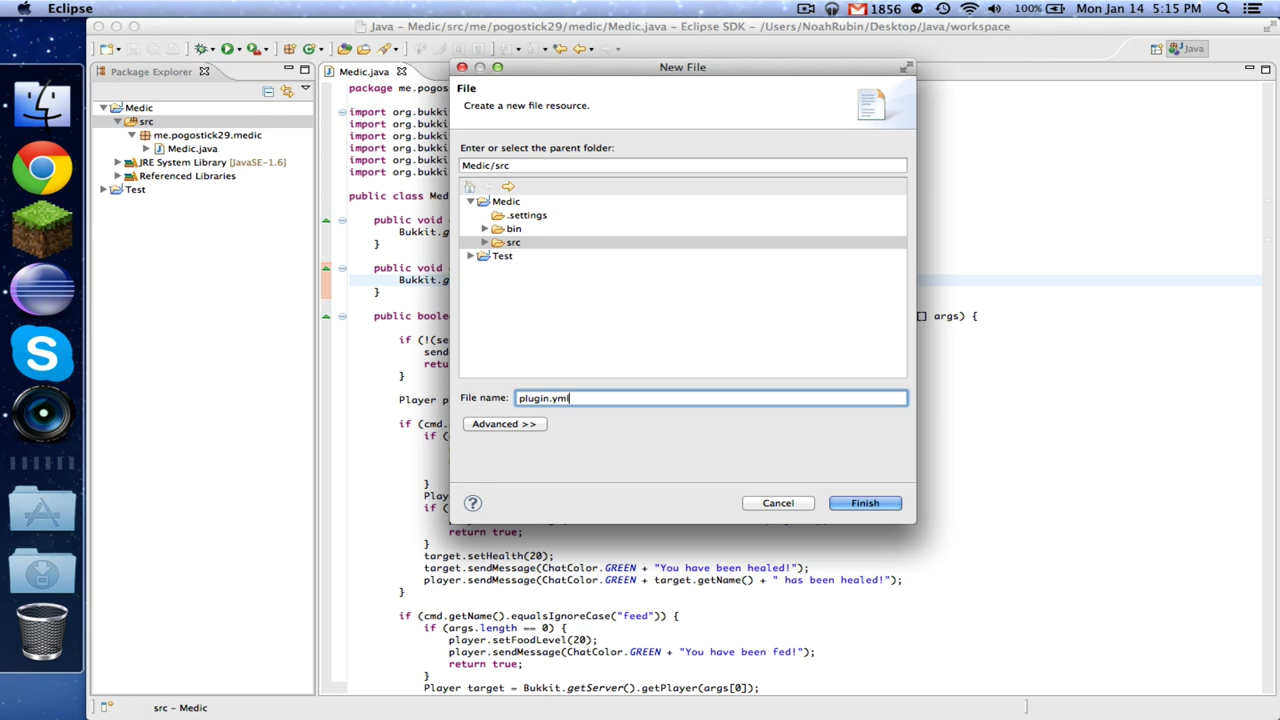 Eclipse 1856 100% Mon Jan 14 5:15 PM
Java - Medic/src/me/pogostick29/medic/Medic.java - Eclipse SDK - /Users/NoahRubin/Desktop/Java/workspace
Java
Package Explorer
Medic
src
me.pogostick29.medic
Medic.java
JRE System Library [JavaSE-1.6]
Referenced Libraries
Test
Medic.java
package me.pogos
import org.bukki
import org.bukki
import org.bukki
import org.bukki
import org.bukki
import org.bukki
public class Med
public void
Bukkit.g
}
public void
Bukkit.g
}
public boole args) {
if (!(se
send
retu
}
Player p
if (cmd.
if (
}
Play
if (
return true;
}
target.setHealth(20);
target.sendMessage(ChatColor.GREEN + "You have been healed!");
player.sendMessage(ChatColor.GREEN + target.getName() + " has been healed!");
}
if (cmd.getName().equalsIgnoreCase("feed")) {
if (args.length == 0) {
player.setFoodLevel(20);
player.sendMessage(ChatColor.GREEN + "You have been fed!");
return true;
}
Player target = Bukkit.getServer().getPlayer(args[0]);
New File
File
Create a new file resource.
Enter or select the parent folder:
Medic/src
Medic
.settings
bin
src
Test
File name: plugin.yml
Advanced >>
? Cancel Finish
src - Medic